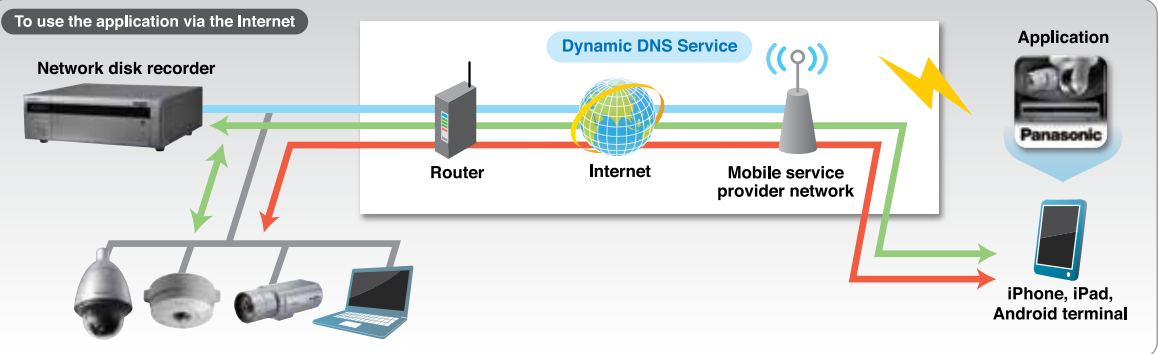 To use the application via the Internet
Network disk recorder
Dynamic DNS Service
Router
Internet
Mobile service
provider network
Application
Panasonic
iPhone, iPad,
Android terminal